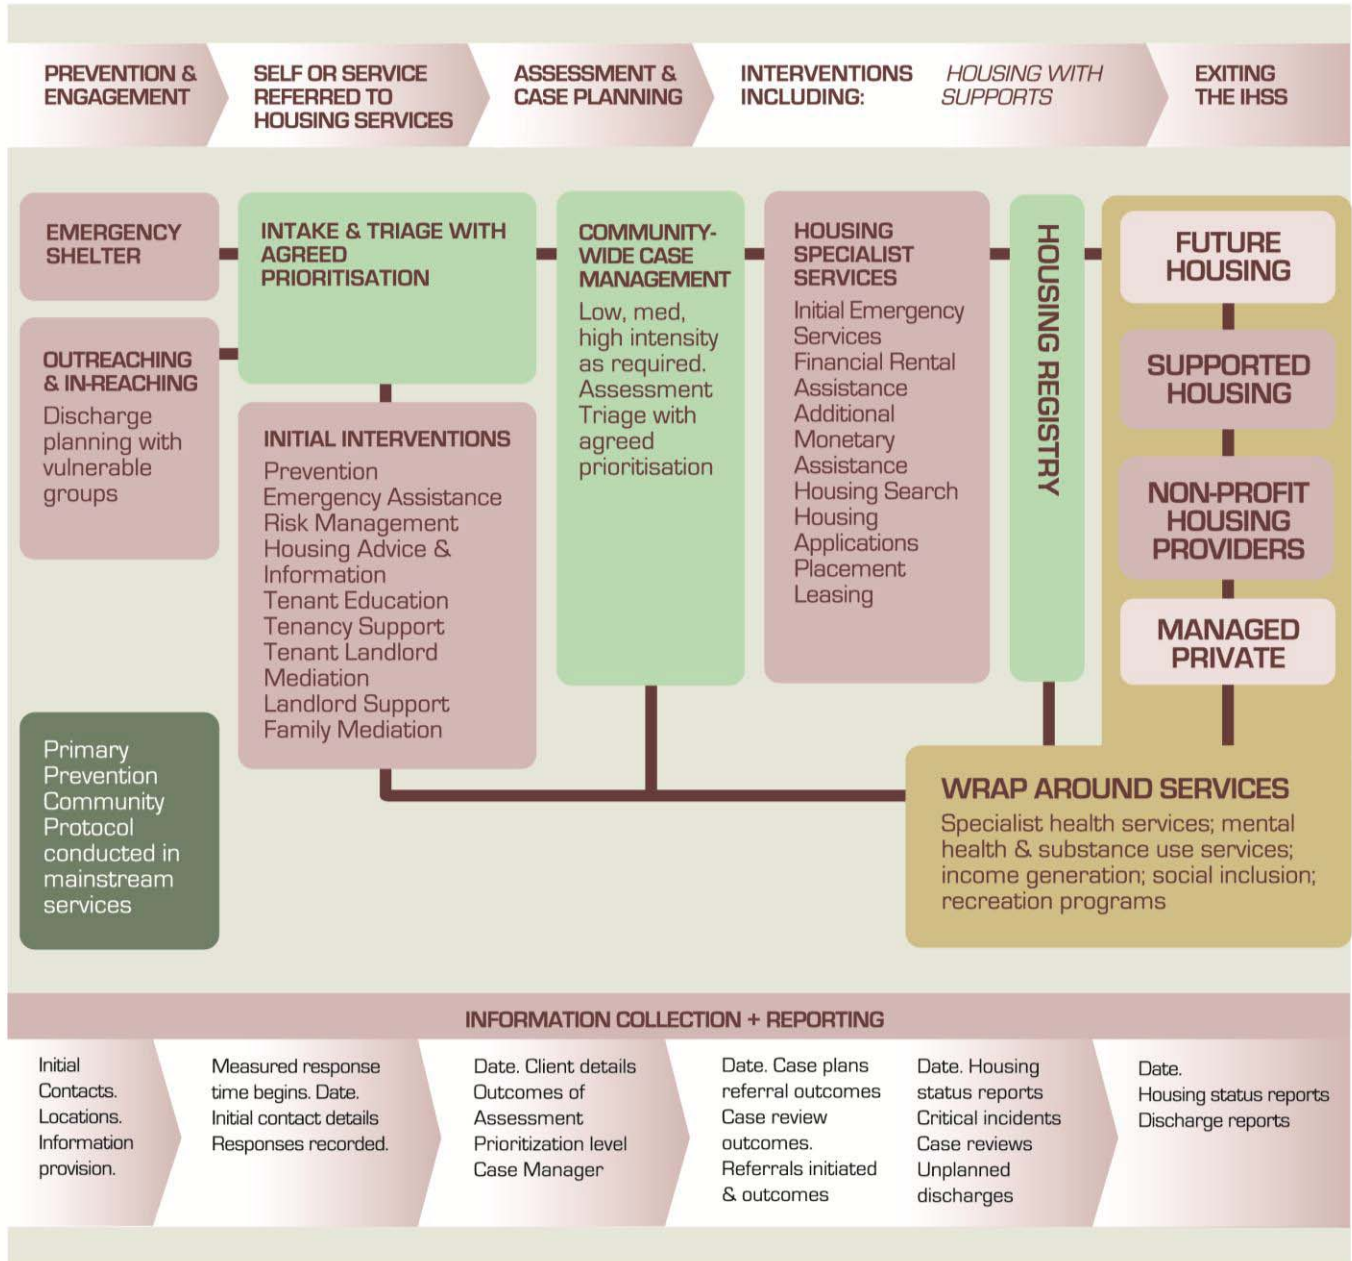 PREVENTION &
ENGAGEMENT
SELF OR SERVICE
REFERRED TO
HOUSING SERVICES
ASSESSMENT &
CASE PLANNING
INTERVENTIONS
INCLUDING:
HOUSING WITH
SUPPORTS
EXITING
THE IHSS
EMERGENCY
SHELTER
OUTREACHING
& IN-REACHING
Discharge
planning with
vulnerable
groups
Primary
Prevention
Community
Protocol
conducted in
mainstream
services
INTAKE & TRIAGE WITH
AGREED
PRIORITISATION
INITIAL INTERVENTIONS
Prevention
Emergency Assistance
Risk Management
Housing Advice &
Information
Tenant Education
Tenancy Support
Tenant Landlord
Mediation
Landlord Support
Family Mediation
COMMUNITY-
WIDE CASE
MANAGEMENT
Low, med,
high intensity
as required.
Assessment
Triage with
agreed
prioritisation
HOUSING
SPECIALIST
SERVICES
Initial Emergency
Services
Financial Rental
Assistance
Additional
Monetary
Assistance
Housing Search
Housing
Applications
Placement
Leasing
HOUSING REGISTRY
FUTURE
HOUSING
SUPPORTED
HOUSING
NON-PROFIT
HOUSING
PROVIDERS
MANAGED
PRIVATE
WRAP AROUND SERVICES
Specialist health services; mental
health & substance use services;
income generation; social inclusion;
recreation programs
INFORMATION COLLECTION + REPORTING
Initial
Contacts.
Locations.
Information
provision.
Measured response
time begins. Date.
Initial contact details
Responses recorded.
Date. Client details
Outcomes of
Assessment
Prioritization level
Case Manager
Date. Case plans
referral outcomes
Case review
outcomes.
Referrals initiated
& outcomes
Date. Housing
status reports
Critical incidents
Case reviews
Unplanned
discharges
Date.
Housing status reports
Discharge reports